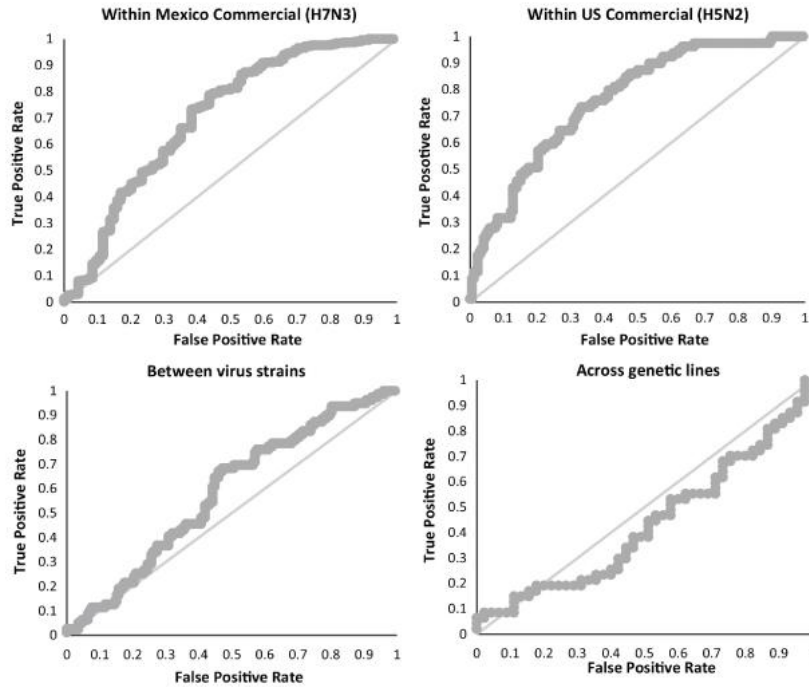 Within Mexico Commercial (H7N3)
True Positive Rate
1
0.9
0.8
0.7
0.6
0.5
0.4
0.3
0.2
0.1
0
0 0.1 0.2 0.3 0.4 0.5 0.6 0.7 0.8 0.9 1
False Positive Rate
Within US Commercial (H5N2)
True Posotive Rate
1
0.9
0.8
0.7
0.6
0.5
0.4
0.3
0.2
0.1
0
0 0.1 0.2 0.3 0.4 0.5 0.6 0.7 0.8 0.9 1
False Positive Rate
Between virus strains
True Positive Rate
1
0.9
0.8
0.7
0.6
0.5
0.4
0.3
0.2
0.1
0
0 0.1 0.2 0.3 0.4 0.5 0.6 0.7 0.8 0.9 1
False Positive Rate
Across genetic lines
True Positive Rate
1
0.9
0.8
0.7
0.6
0.5
0.4
0.3
0.2
0.1
0
0 0.1 0.2 0.3 0.4 0.5 0.6 0.7 0.8 0.9
False Positive Rate